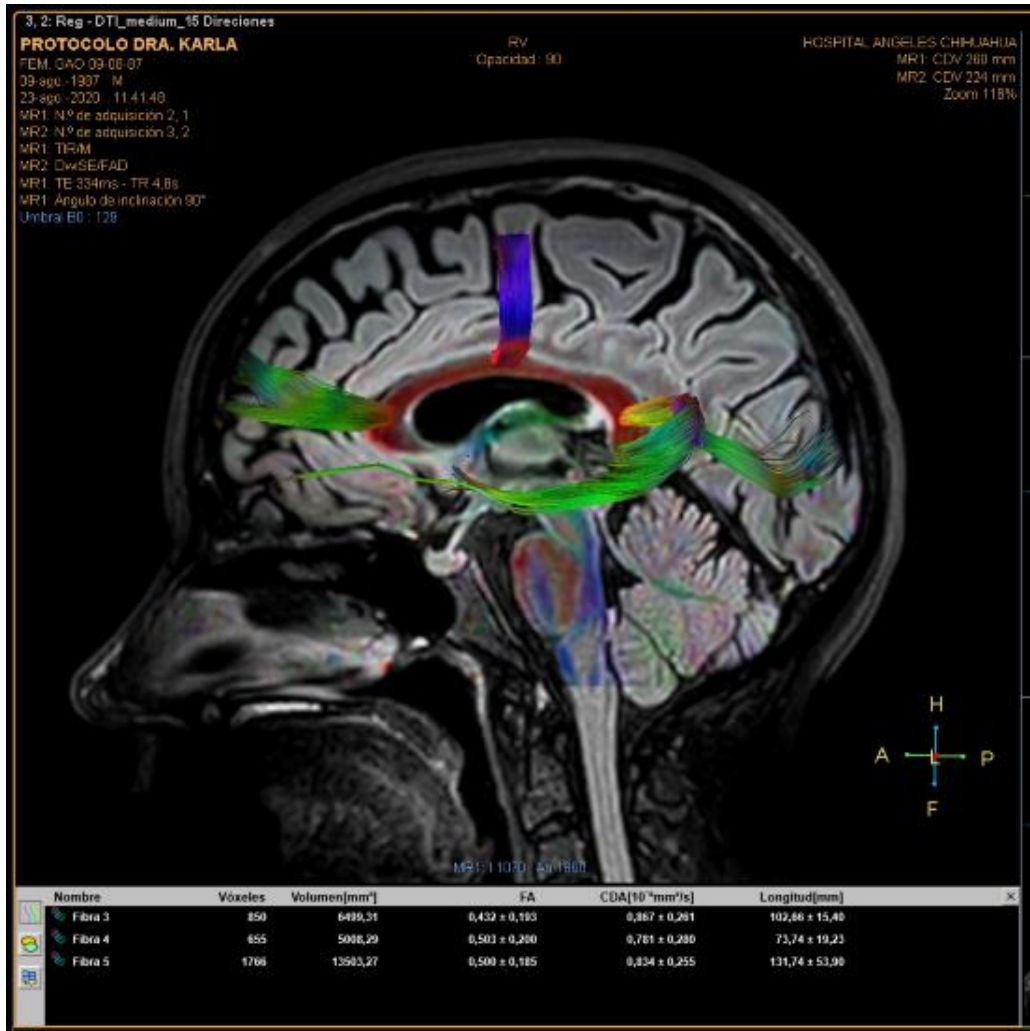 3, 2: Reg - DTI_medium_15 Direciones
PROTOCOLO DRA. KARLA
FEM. GAO 09-08-87
09-ago.-1987 M
23-ago.-2020 11:41:48
MR1: N.º de adquisición 2, 1
MR2: N.º de adquisición 3, 2
MR1: TIR/M
MR2: DwiSE/FAD
MR1: TE 334ms - TR 4,8s
MR1: Ángulo de inclinación 90°
Umbral B0 : 129
RV
Opacidad : 90
HOSPITAL ANGELES CHIHUAHUA
MR1: CDV 260 mm
MR2: CDV 224 mm
Zoom 118%
H
A L P
F
Nombre Vóxeles Volumen[mm³] FA CDA[10⁻³mm²/s] Longitud[mm]
Fibra 3 850 6499,31 0,432 ± 0,193 0,867 ± 0,261 102,66 ± 15,40
Fibra 4 655 5008,29 0,503 ± 0,200 0,781 ± 0,280 73,74 ± 19,23
Fibra 5 1766 13503,27 0,500 ± 0,185 0,834 ± 0,255 131,74 ± 53,90